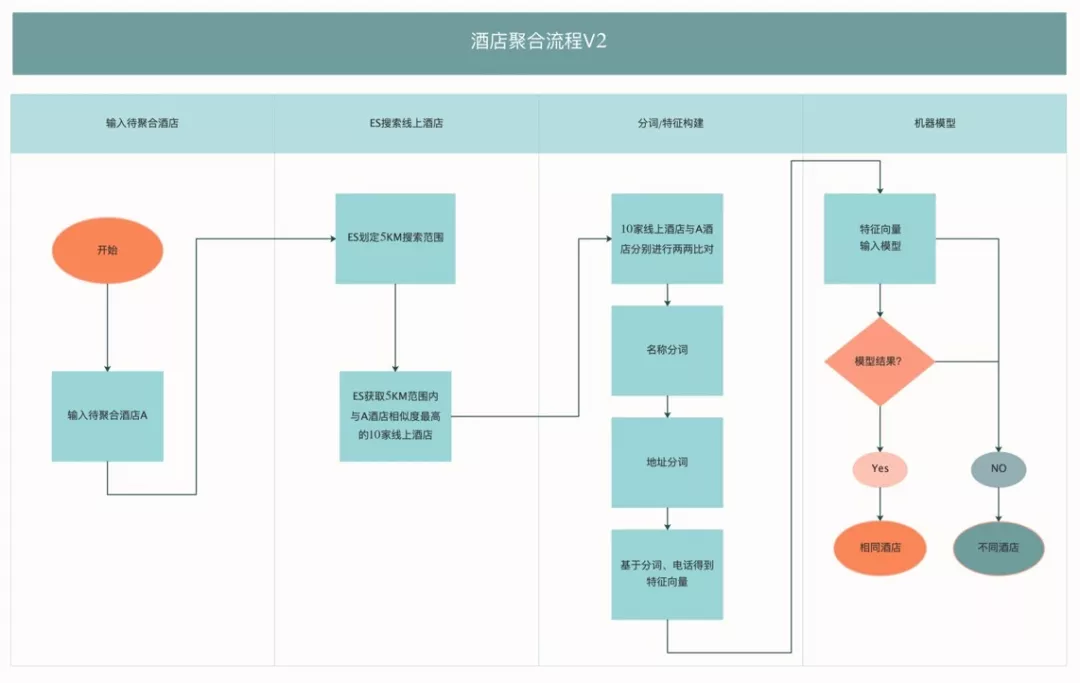 酒店聚合流程V2
输入待聚合酒店
ES搜索线上酒店
分词/特征构建
机器模型
开始
输入待聚合酒店A
ES划定5KM搜索范围
ES获取5KM范围内
与A酒店相似度最高
的10家线上酒店
10家线上酒店与A酒
店分别进行两两比对
名称分词
地址分词
基于分词、电话得到
特征向量
特征向量
输入模型
模型结果?
Yes
NO
相同酒店
不同酒店